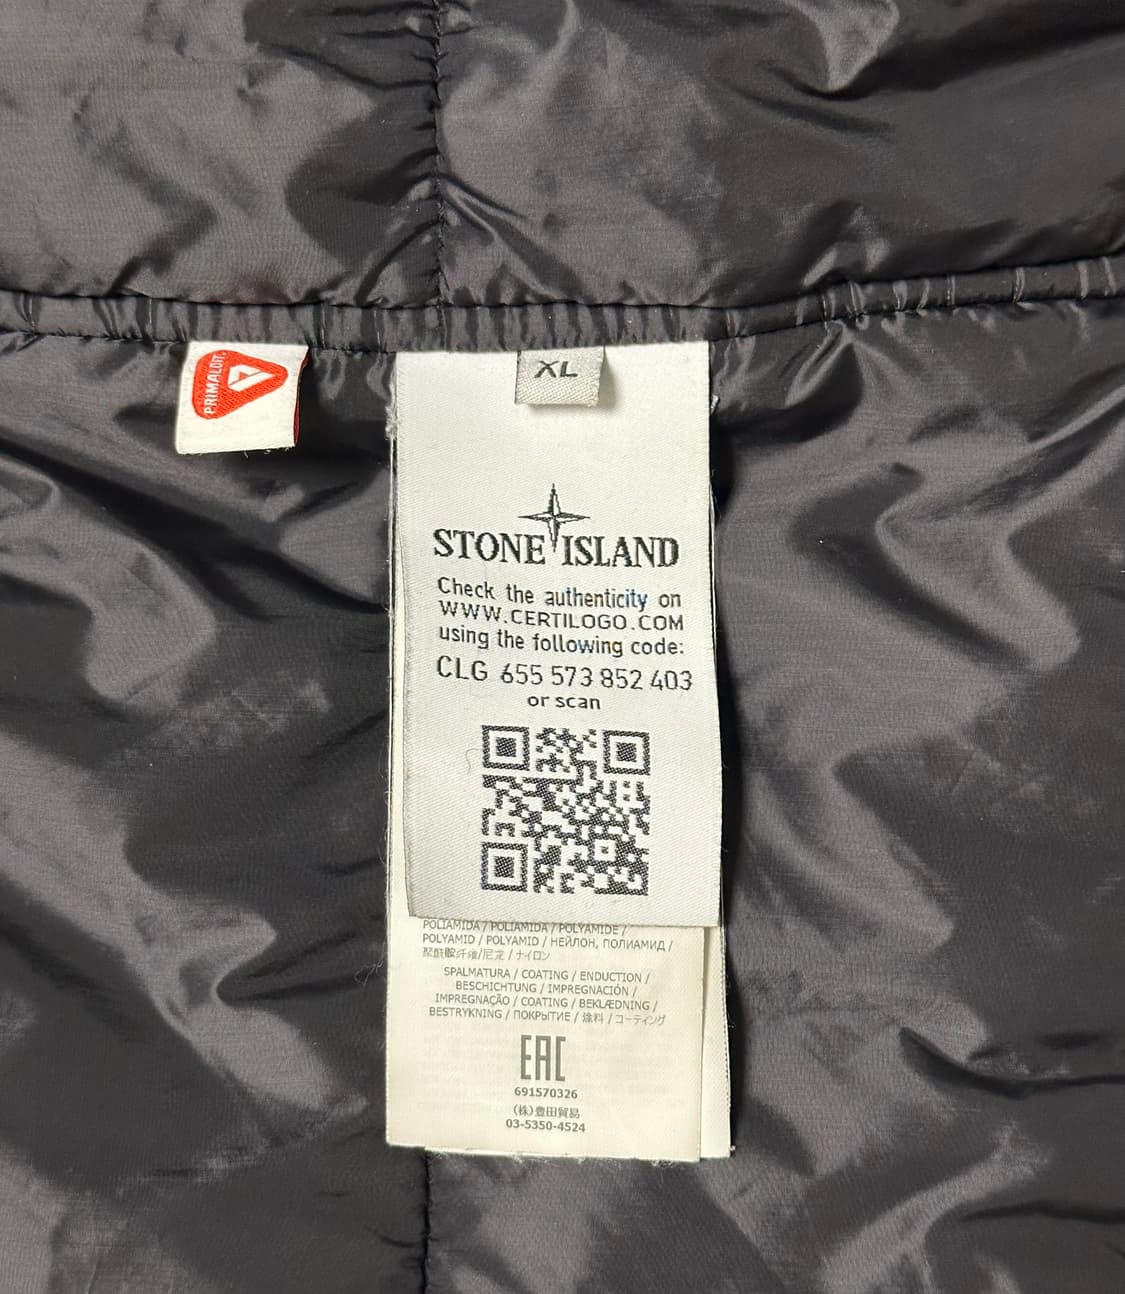 PRIMALOFT.
XL
STONE ISLAND
Check the authenticity on
WWW.CERTILOGO.COM
using the following code:
CLG 655 573 852 403
or scan
POLIAMIDA / POLIAMIDA / POLYAMIDE /
POLYAMID / POLYAMID / НЕЙЛОН, ПОЛИАМИД /
聚酰胺纤维/尼龙 / ナイロン
SPALMATURA / COATING / ENDUCTION /
BESCHICHTUNG / IMPREGNACIÓN /
IMPREGNAÇÃO / COATING / BEKLÆDNING /
BESTRYKNING / ПОКРЫТИЕ / 涂料 / コーティング
EAC
691570326
(株)豊田貿易
03-5350-4524